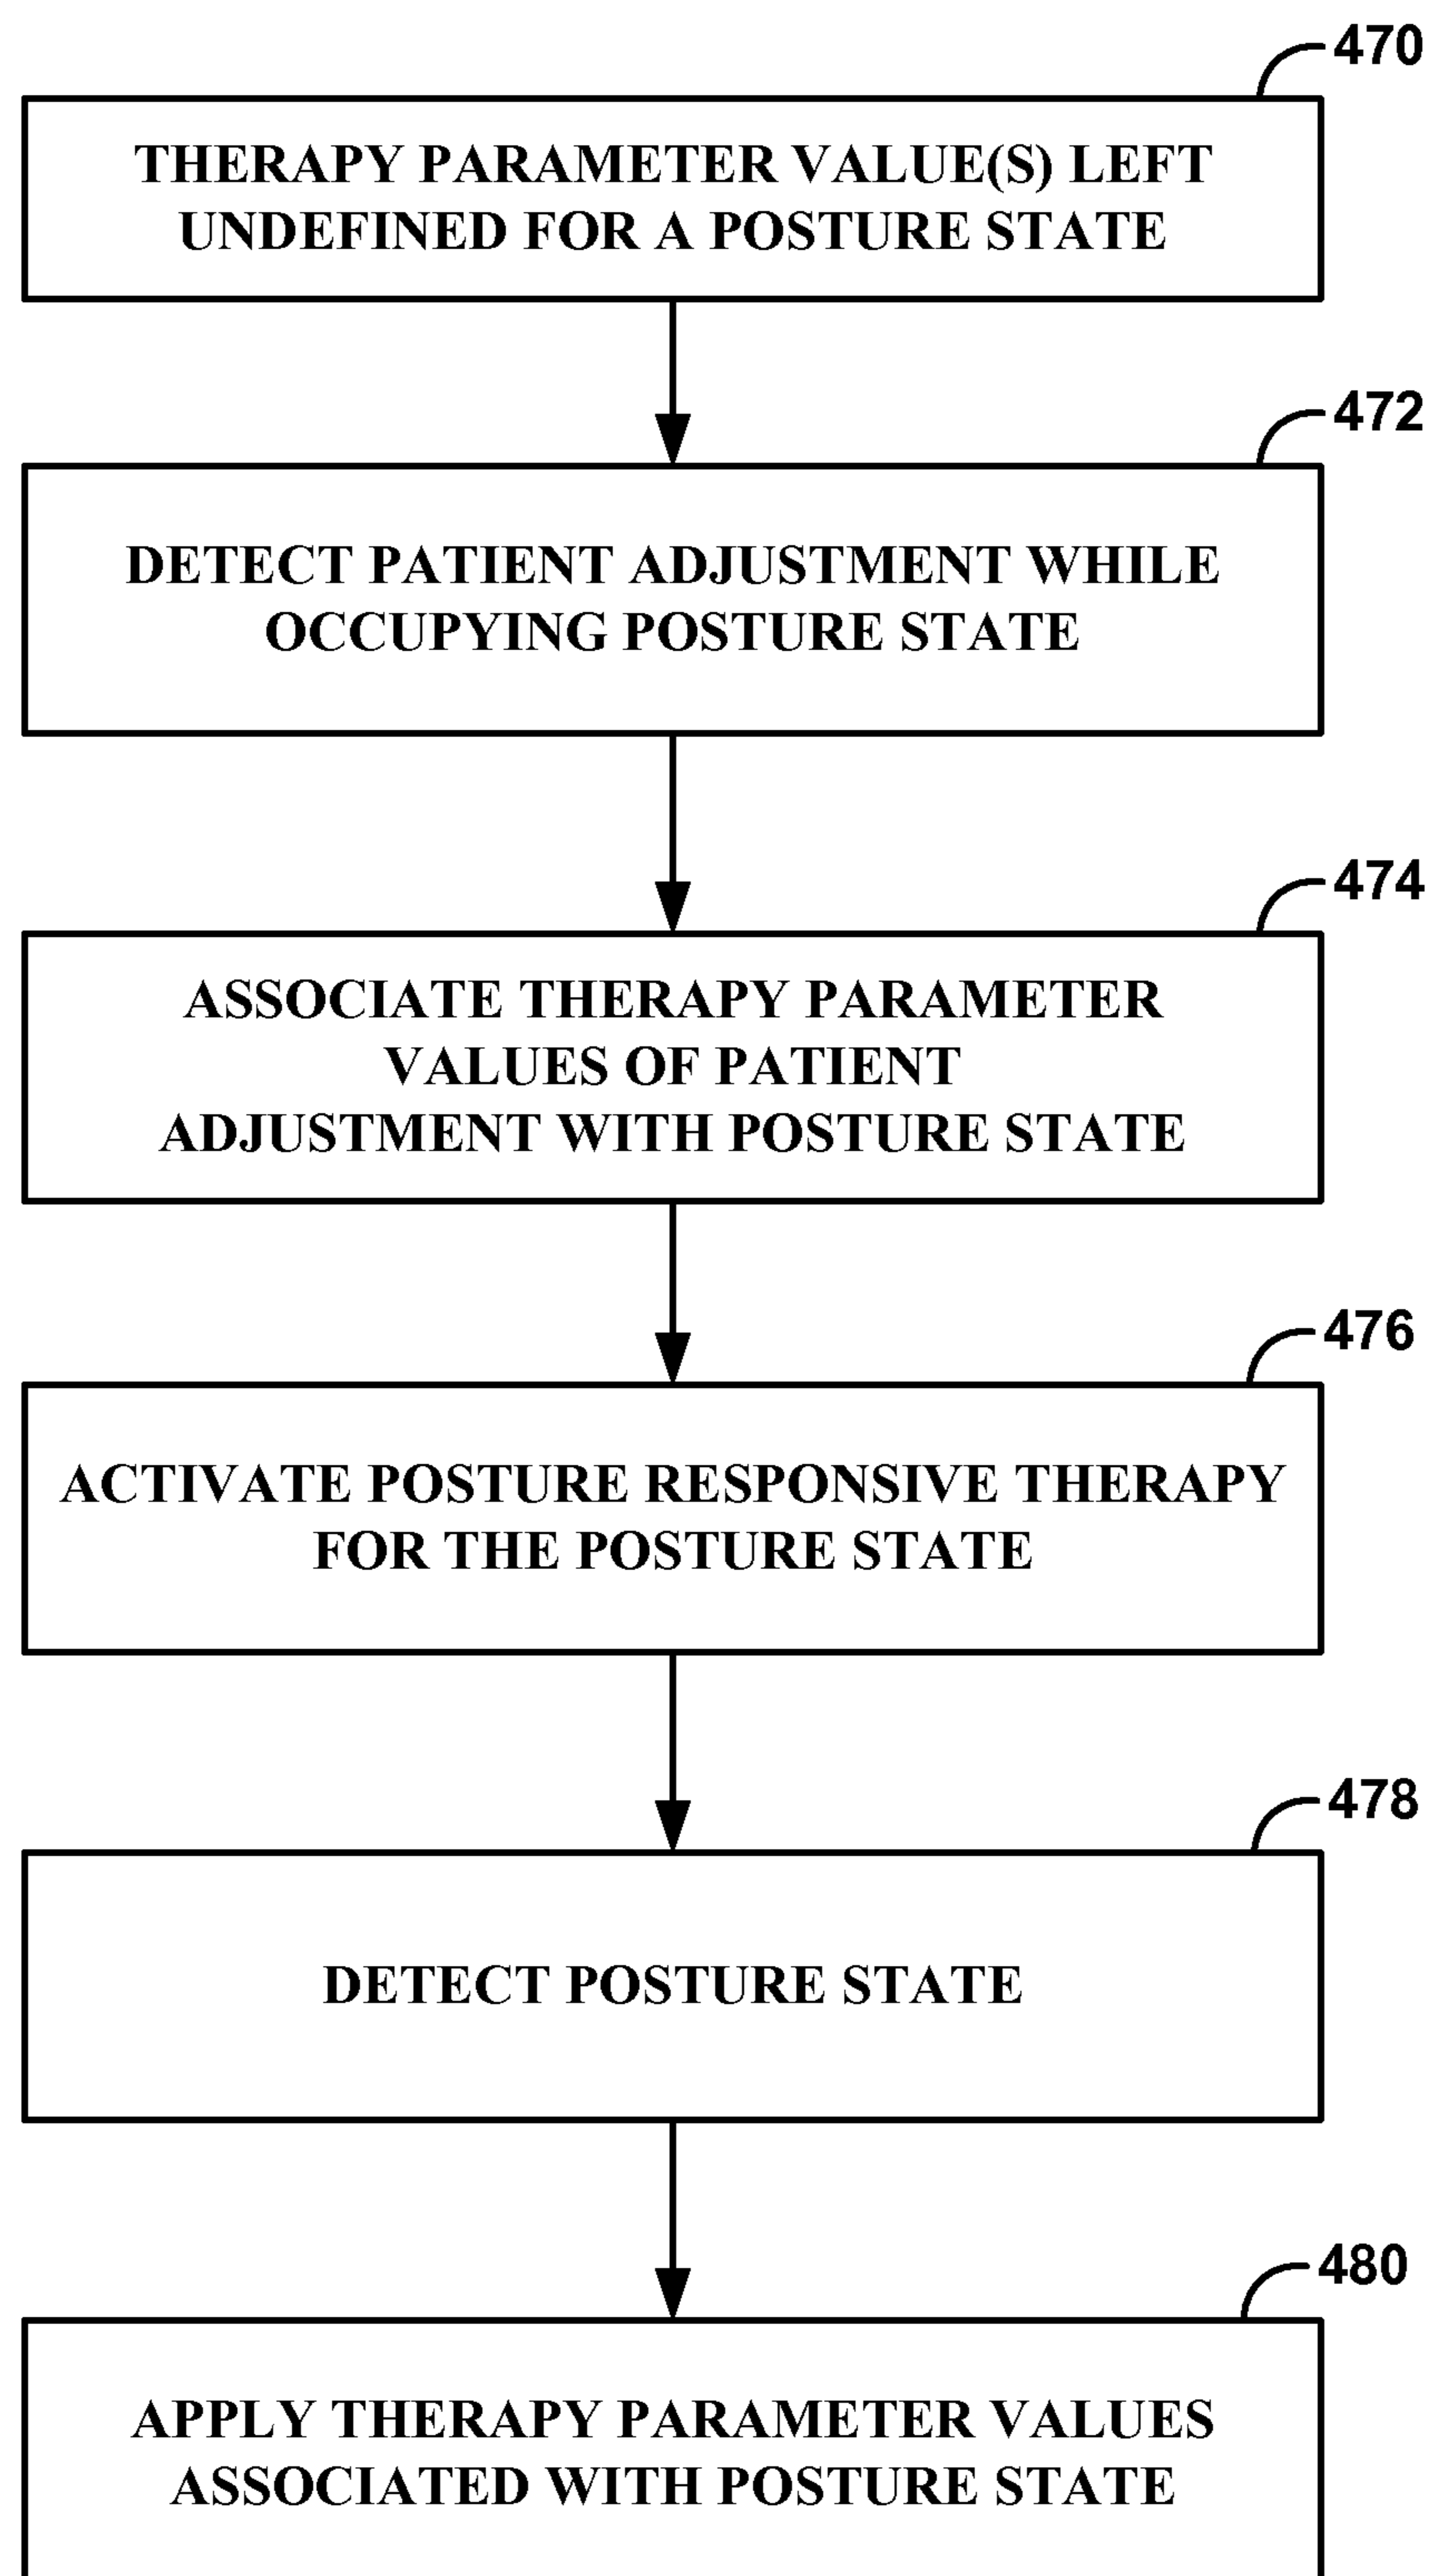 470
THERAPY PARAMETER VALUE(S) LEFT
UNDEFINED FOR A POSTURE STATE
472
DETECT PATIENT ADJUSTMENT WHILE
OCCUPYING POSTURE STATE
474
ASSOCIATE THERAPY PARAMETER
VALUES OF PATIENT
ADJUSTMENT WITH POSTURE STATE
476
ACTIVATE POSTURE RESPONSIVE THERAPY
FOR THE POSTURE STATE
478
DETECT POSTURE STATE
480
APPLY THERAPY PARAMETER VALUES
ASSOCIATED WITH POSTURE STATE